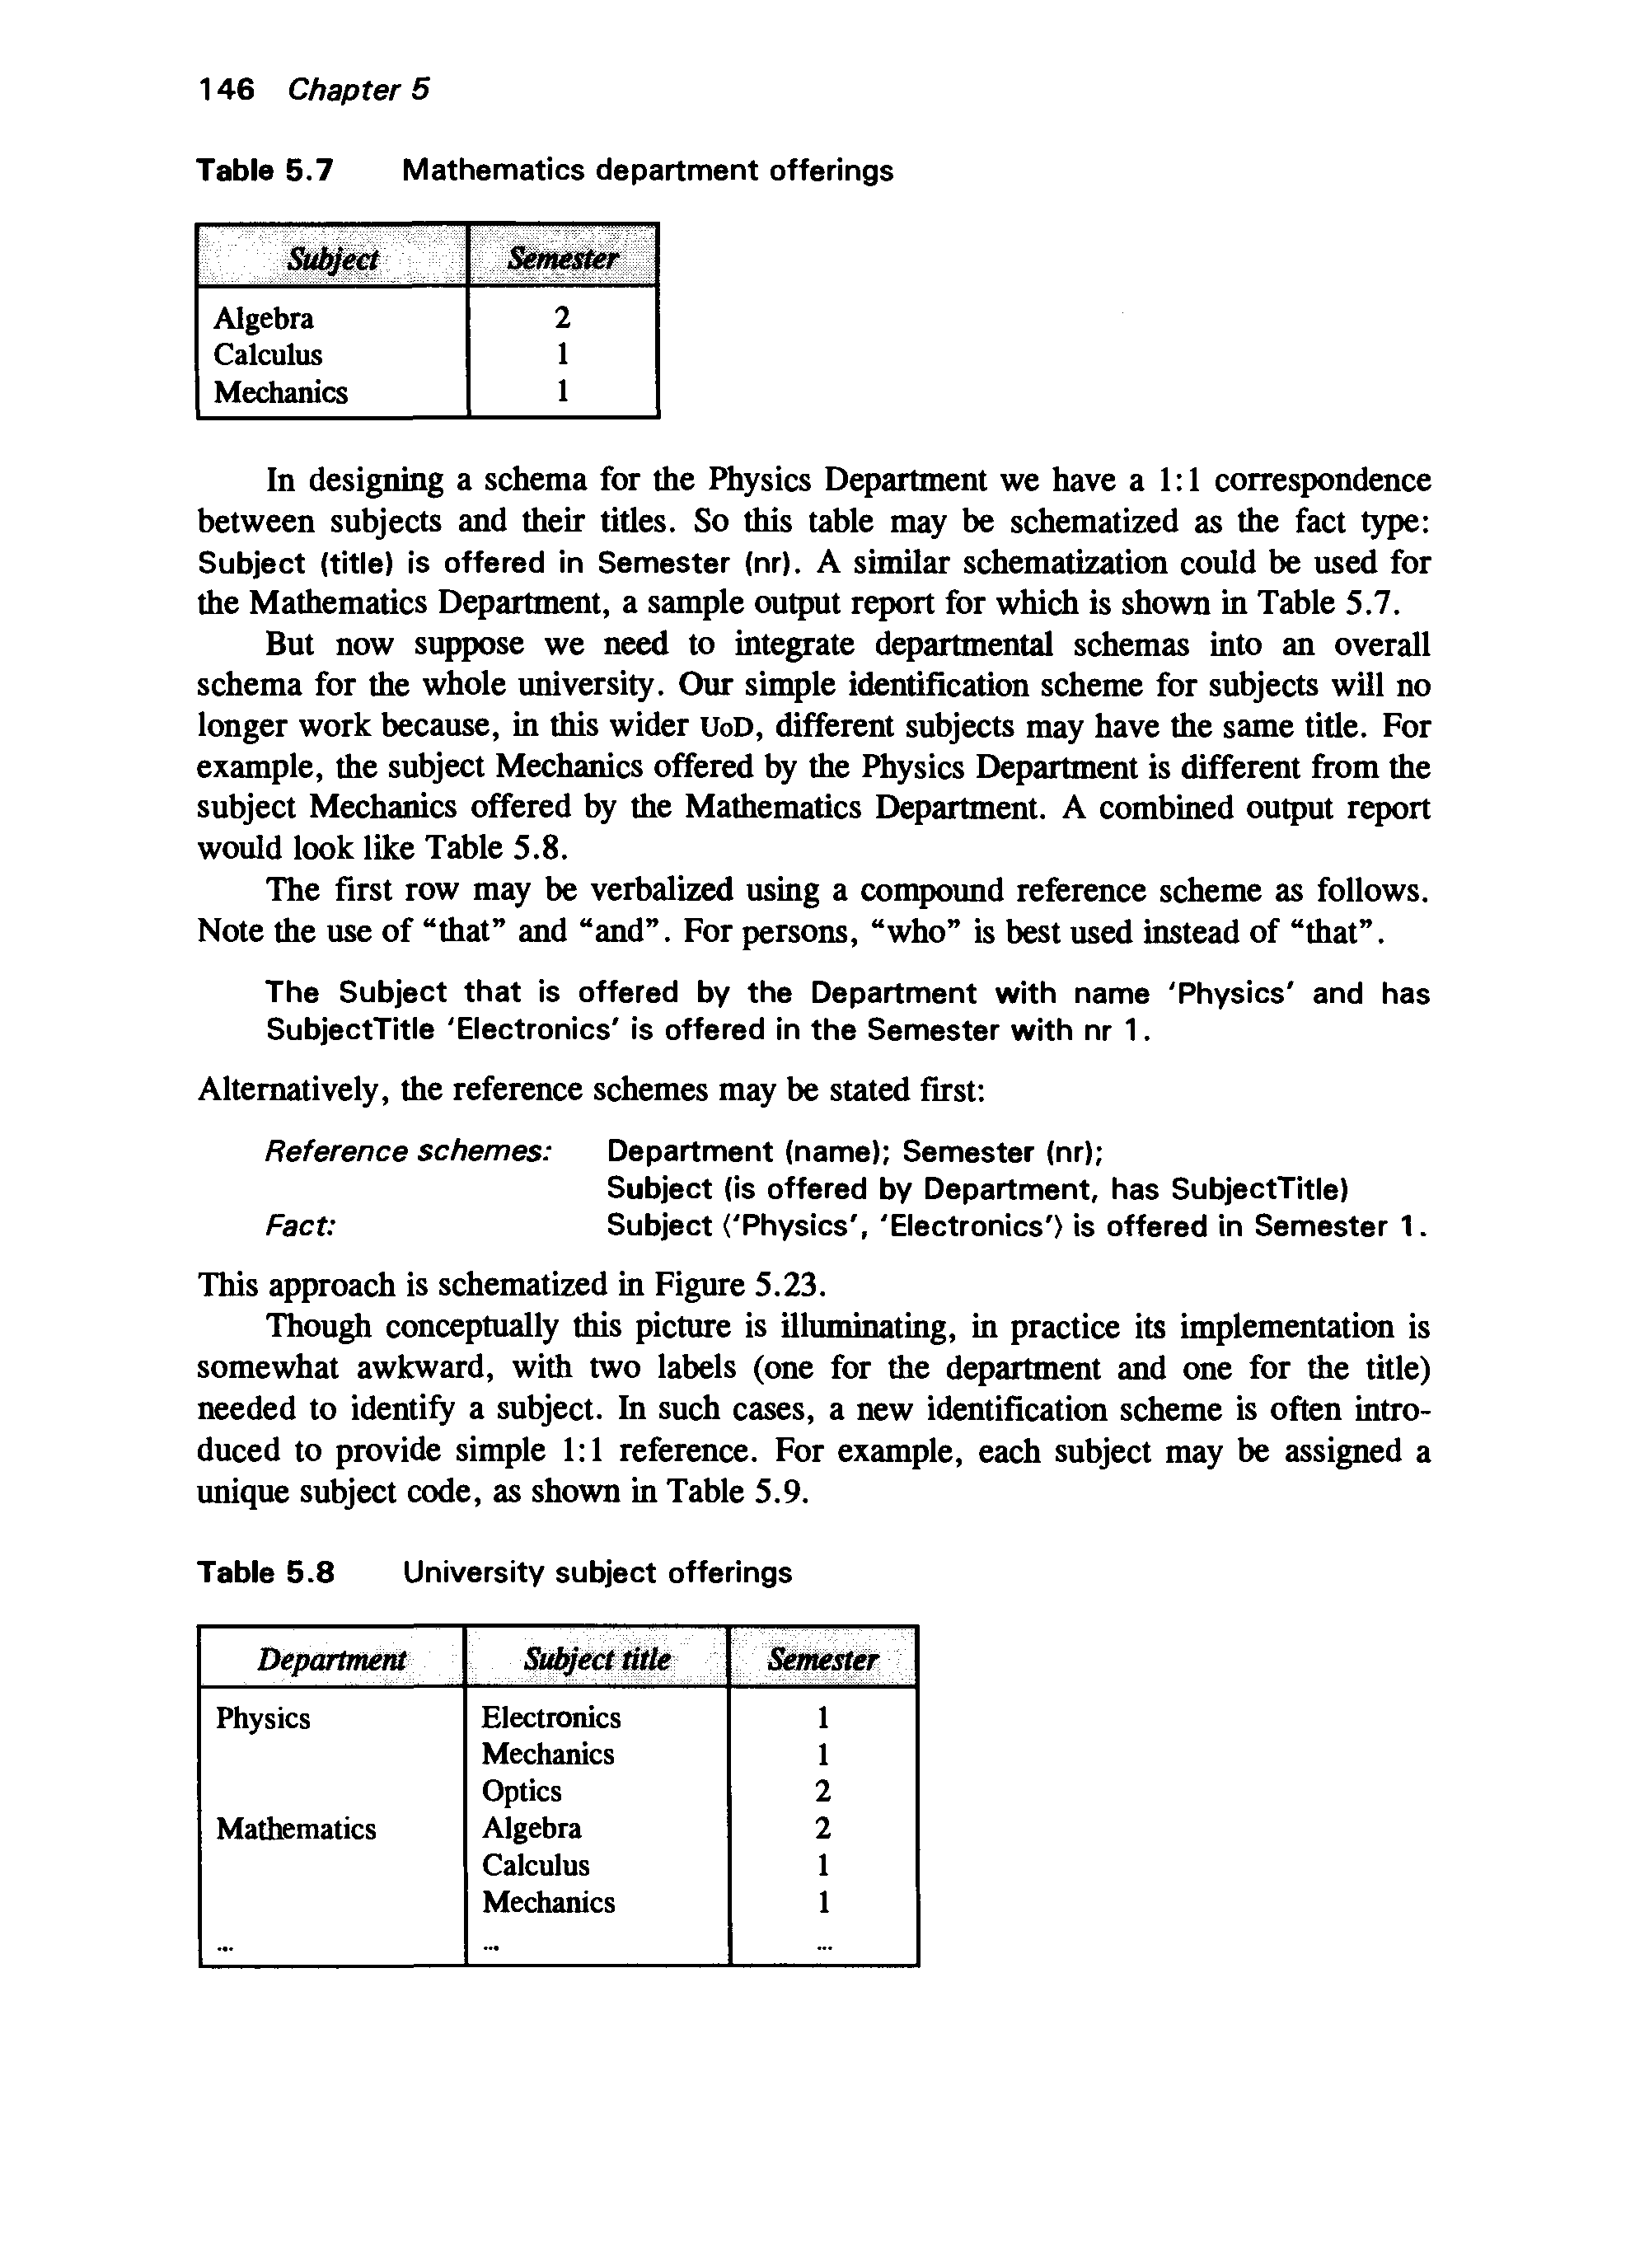 146 Chapter 5
Table 5.7 Mathematics department offerings
Subject Semester
Algebra 2
Calculus 1
Mechanics 1
In designing a schema for the Physics Department we have a 1:1 correspondence
between subjects and their titles. So this table may be schematized as the fact type:
Subject (title) is offered in Semester (nr). A similar schematization could be used for
the Mathematics Department, a sample output report for which is shown in Table 5.7.
But now suppose we need to integrate departmental schemas into an overall
schema for the whole university. Our simple identification scheme for subjects will no
longer work because, in this wider UoD, different subjects may have the same title. For
example, the subject Mechanics offered by the Physics Department is different from the
subject Mechanics offered by the Mathematics Department. A combined output report
would look like Table 5.8.
The first row may be verbalized using a compound reference scheme as follows.
Note the use of “that” and “and”. For persons, “who” is best used instead of “that”.
The Subject that is offered by the Department with name 'Physics' and has
SubjectTitle 'Electronics' is offered in the Semester with nr 1.
Alternatively, the reference schemes may be stated first:
Reference schemes: Department (name); Semester (nr);
Subject (is offered by Department, has SubjectTitle)
Fact: Subject ('Physics', 'Electronics') is offered in Semester 1.
This approach is schematized in Figure 5.23.
Though conceptually this picture is illuminating, in practice its implementation is
somewhat awkward, with two labels (one for the department and one for the title)
needed to identify a subject. In such cases, a new identification scheme is often intro-
duced to provide simple 1:1 reference. For example, each subject may be assigned a
unique subject code, as shown in Table 5.9.
Table 5.8 University subject offerings
Department Subject title Semester
Physics Electronics 1
Mechanics 1
Optics 2
Mathematics Algebra 2
Calculus 1
Mechanics 1
... ... ...